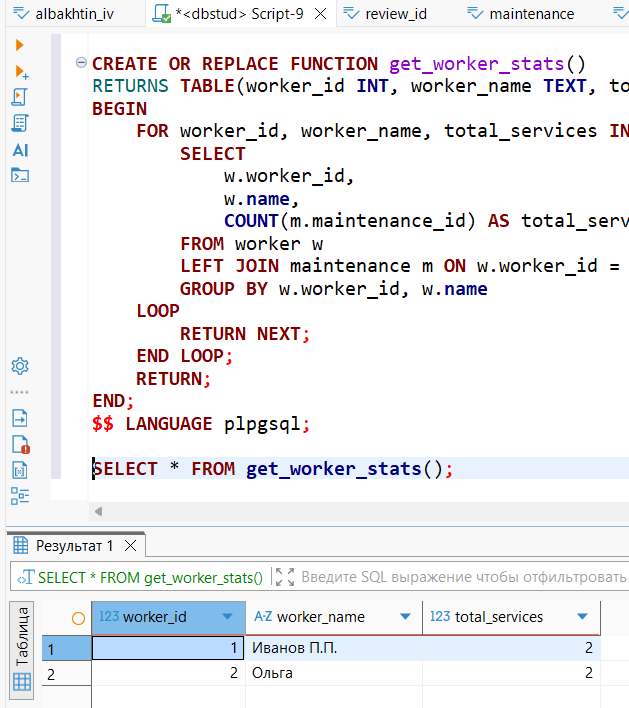 albakhtin_iv
*<dbstud> Script-9
review_id
maintenance
CREATE OR REPLACE FUNCTION get_worker_stats()
RETURNS TABLE(worker_id INT, worker_name TEXT, to
BEGIN
FOR worker_id, worker_name, total_services IN
SELECT
w.worker_id,
w.name,
COUNT(m.maintenance_id) AS total_serv
FROM worker w
LEFT JOIN maintenance m ON w.worker_id =
GROUP BY w.worker_id, w.name
LOOP
RETURN NEXT;
END LOOP;
RETURN;
END;
$$ LANGUAGE plpgsql;
SELECT * FROM get_worker_stats();
AI
Результат 1
SELECT * FROM get_worker_stats()
Введите SQL выражение чтобы отфильтровать
Таблица
123 worker_id
A-Z worker_name
123 total_services
1 1 Иванов П.П. 2
2 2 Ольга 2